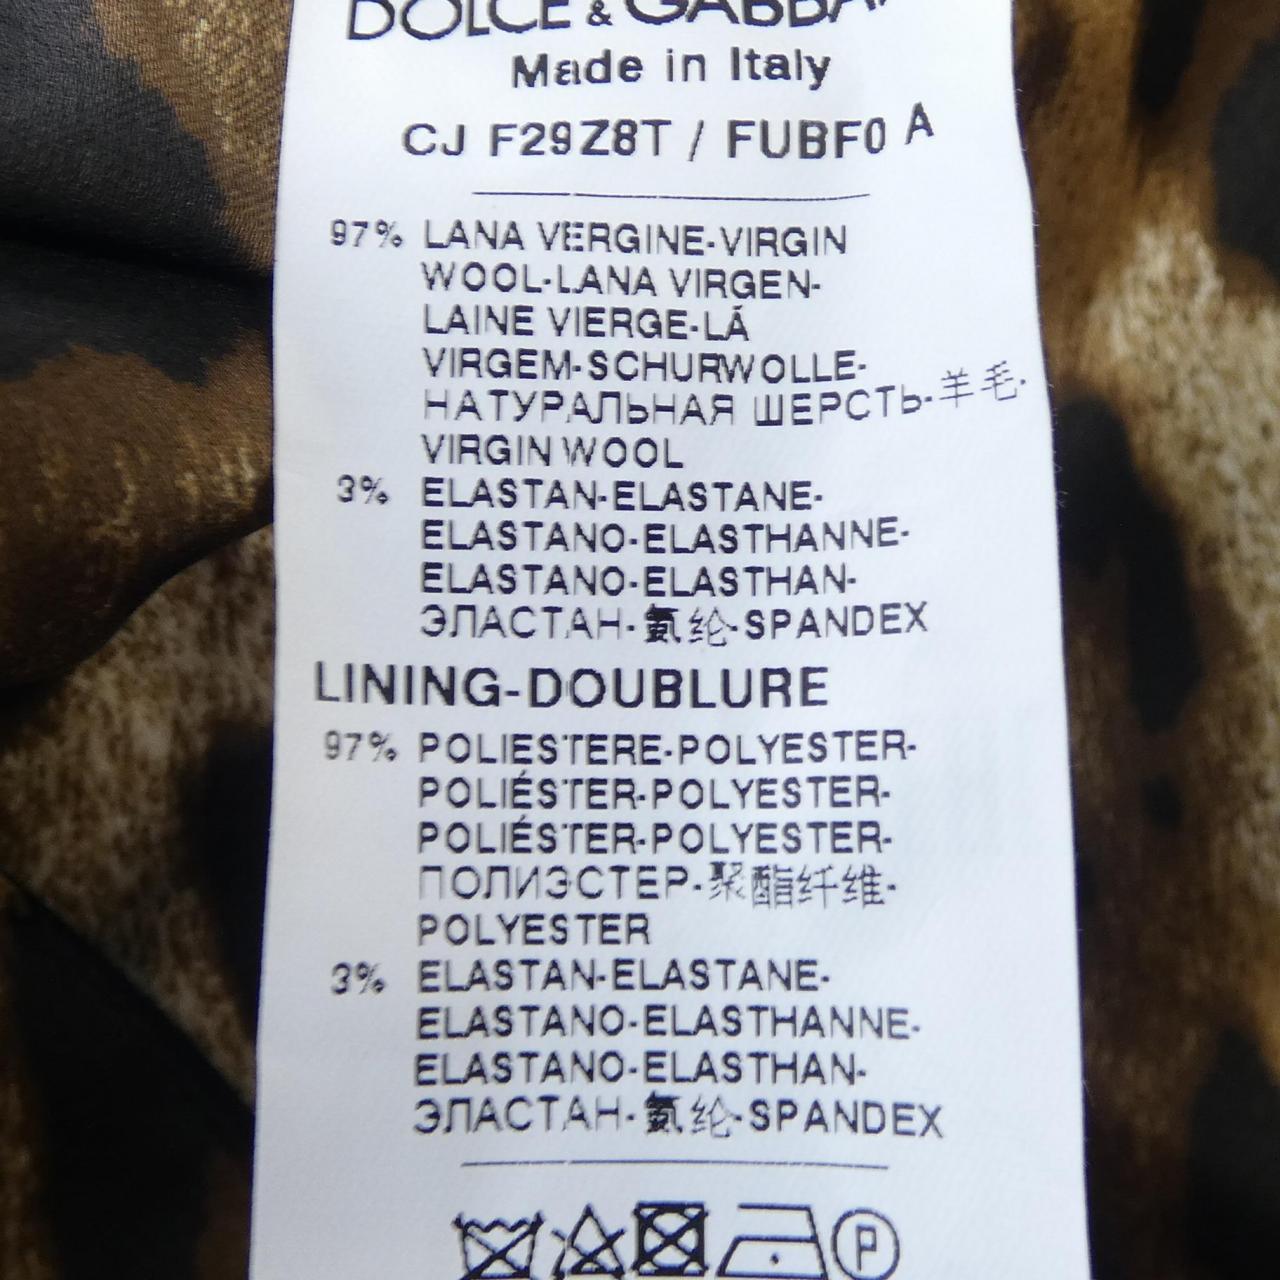 DOLCE & GABBA
Made in Italy
CJ F29Z8T / FUBF0 A
97% LANA VERGINE-VIRGIN
WOOL-LANA VIRGEN-
LAINE VIERGE-LÁ
VIRGEM-SCHURWOLLE-
НАТУРАЛЬНАЯ ШЕРСТЬ-羊毛-
VIRGIN WOOL
3% ELASTAN-ELASTANE-
ELASTANO-ELASTHANNE-
ELASTANO-ELASTHAN-
ЭЛАСТАН-氨纶-SPANDEX
LINING-DOUBLURE
97% POLIESTERE-POLYESTER-
POLIÉSTER-POLYESTER-
POLIÉSTER-POLYESTER-
ПОЛИЭСТЕР-聚酯纤维-
POLYESTER
3% ELASTAN-ELASTANE-
ELASTANO-ELASTHANNE-
ELASTANO-ELASTHAN-
ЭЛАСТАН-氨纶-SPANDEX
P